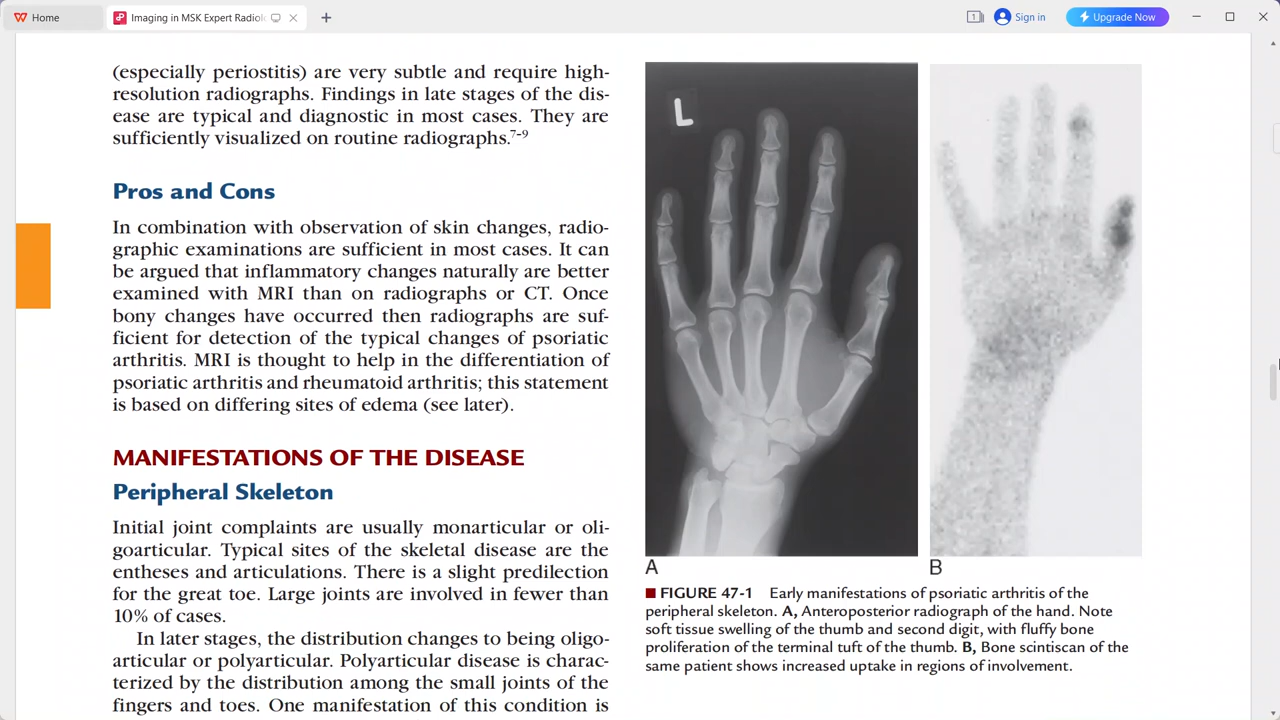 Home
Imaging in MSK Expert Radiol
Sign in
Upgrade Now
(especially periostitis) are very subtle and require high-
resolution radiographs. Findings in late stages of the dis-
ease are typical and diagnostic in most cases. They are
sufficiently visualized on routine radiographs.7-9
Pros and Cons
In combination with observation of skin changes, radio-
graphic examinations are sufficient in most cases. It can
be argued that inflammatory changes naturally are better
examined with MRI than on radiographs or CT. Once
bony changes have occurred then radiographs are suf-
ficient for detection of the typical changes of psoriatic
arthritis. MRI is thought to help in the differentiation of
psoriatic arthritis and rheumatoid arthritis; this statement
is based on differing sites of edema (see later).
MANIFESTATIONS OF THE DISEASE
Peripheral Skeleton
Initial joint complaints are usually monarticular or oli-
goarticular. Typical sites of the skeletal disease are the
entheses and articulations. There is a slight predilection
for the great toe. Large joints are involved in fewer than
10% of cases.
In later stages, the distribution changes to being oligo-
articular or polyarticular. Polyarticular disease is charac-
terized by the distribution among the small joints of the
fingers and toes. One manifestation of this condition is
L
A
B
■ FIGURE 47-1 Early manifestations of psoriatic arthritis of the
peripheral skeleton. A, Anteroposterior radiograph of the hand. Note
soft tissue swelling of the thumb and second digit, with fluffy bone
proliferation of the terminal tuft of the thumb. B, Bone scintiscan of the
same patient shows increased uptake in regions of involvement.